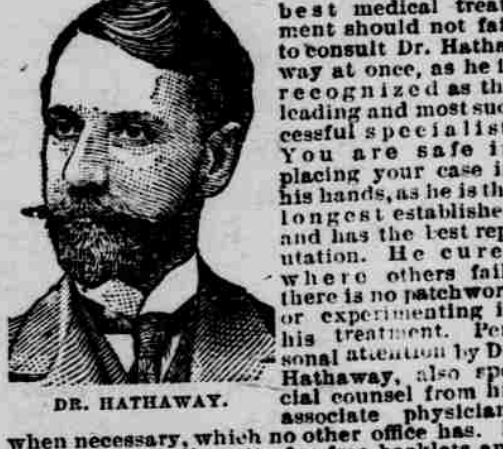 best medical treat
ment should not fai
to consult Dr. Hatha
way at once, as he i
recognized as th
leading and most suc
cessful specialis
You are safe i
placing your case i
his hands, as he is th
longest establishe
and has the best rep
utation. He cure
where others fai
there is no patchwor
or experimenting i
his treatment. Per
sonal attention by D
Hathaway, also spe
cial counsel from hi
associate physician
DR. HATHAWAY.
when necessary, which no other office has.